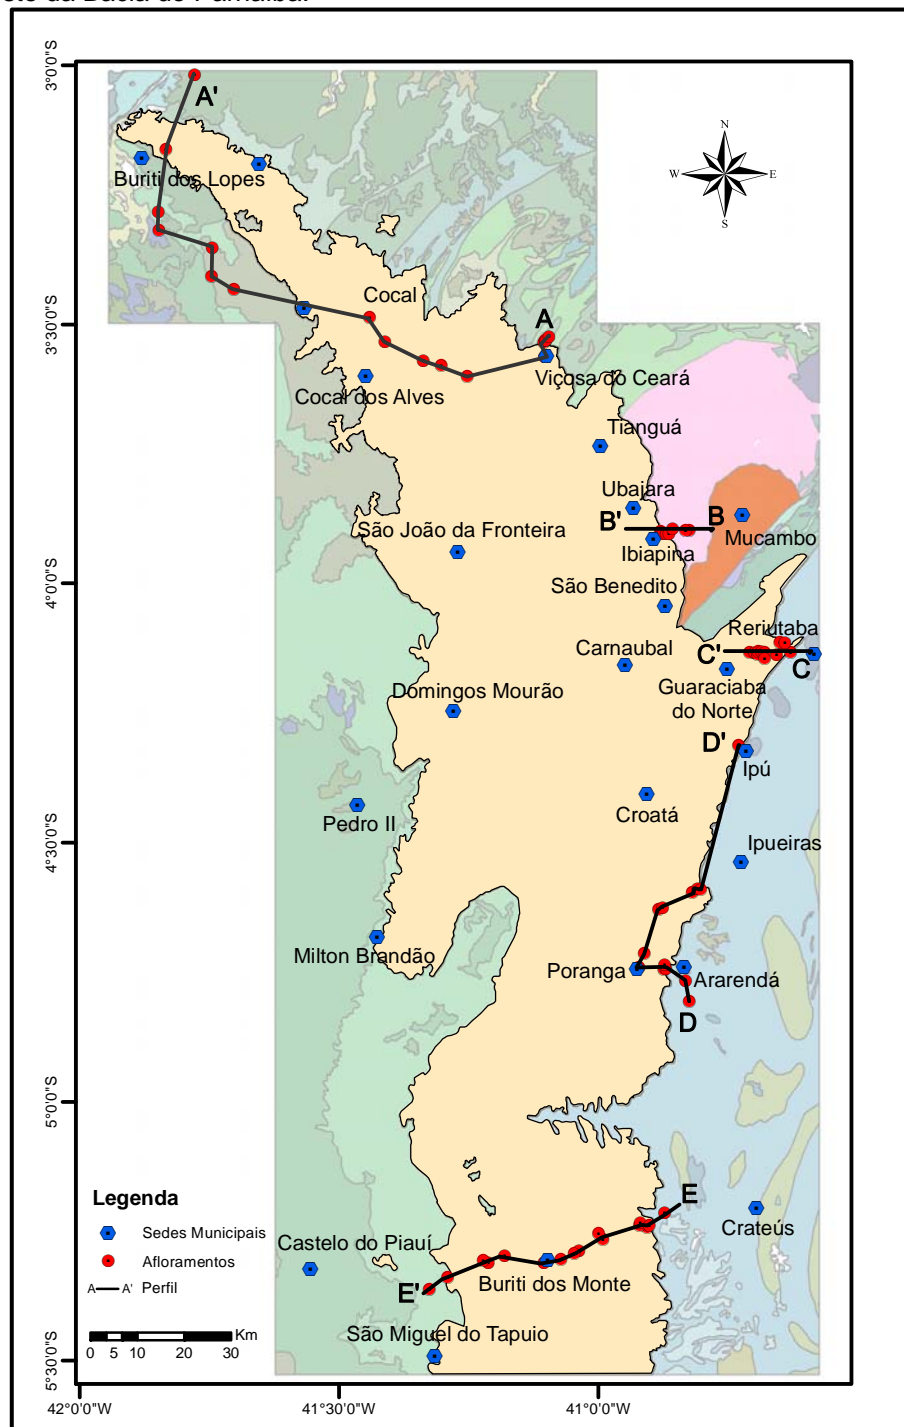 3°0'0"S
A'
N
W
E
S
Buriti dos Lopes
Cocal
A
3°30'0"S
Viçosa do Ceará
Cocal dos Alves
Tianguá
Ubajara
B'
B
São João da Fronteira
Mucambo
Ibiapina
4°0'0"S
São Benedito
Reriutaba
Carnaubal
C'
C
Guaraciaba
do Norte
Domingos Mourão
D'
Ipú
Croatá
Pedro II
4°30'0"S
Ipueiras
Milton Brandão
Poranga
Ararendá
D
5°0'0"S
E
Crateús
Castelo do Piauí
Buriti dos Monte
E'
São Miguel do Tapuio
Legenda
Sedes Municipais
Afloramentos
A A' Perfil
Km
0 5 10 20 30
5°30'0"S
42°0'0"W 41°30'0"W 41°0'0"W